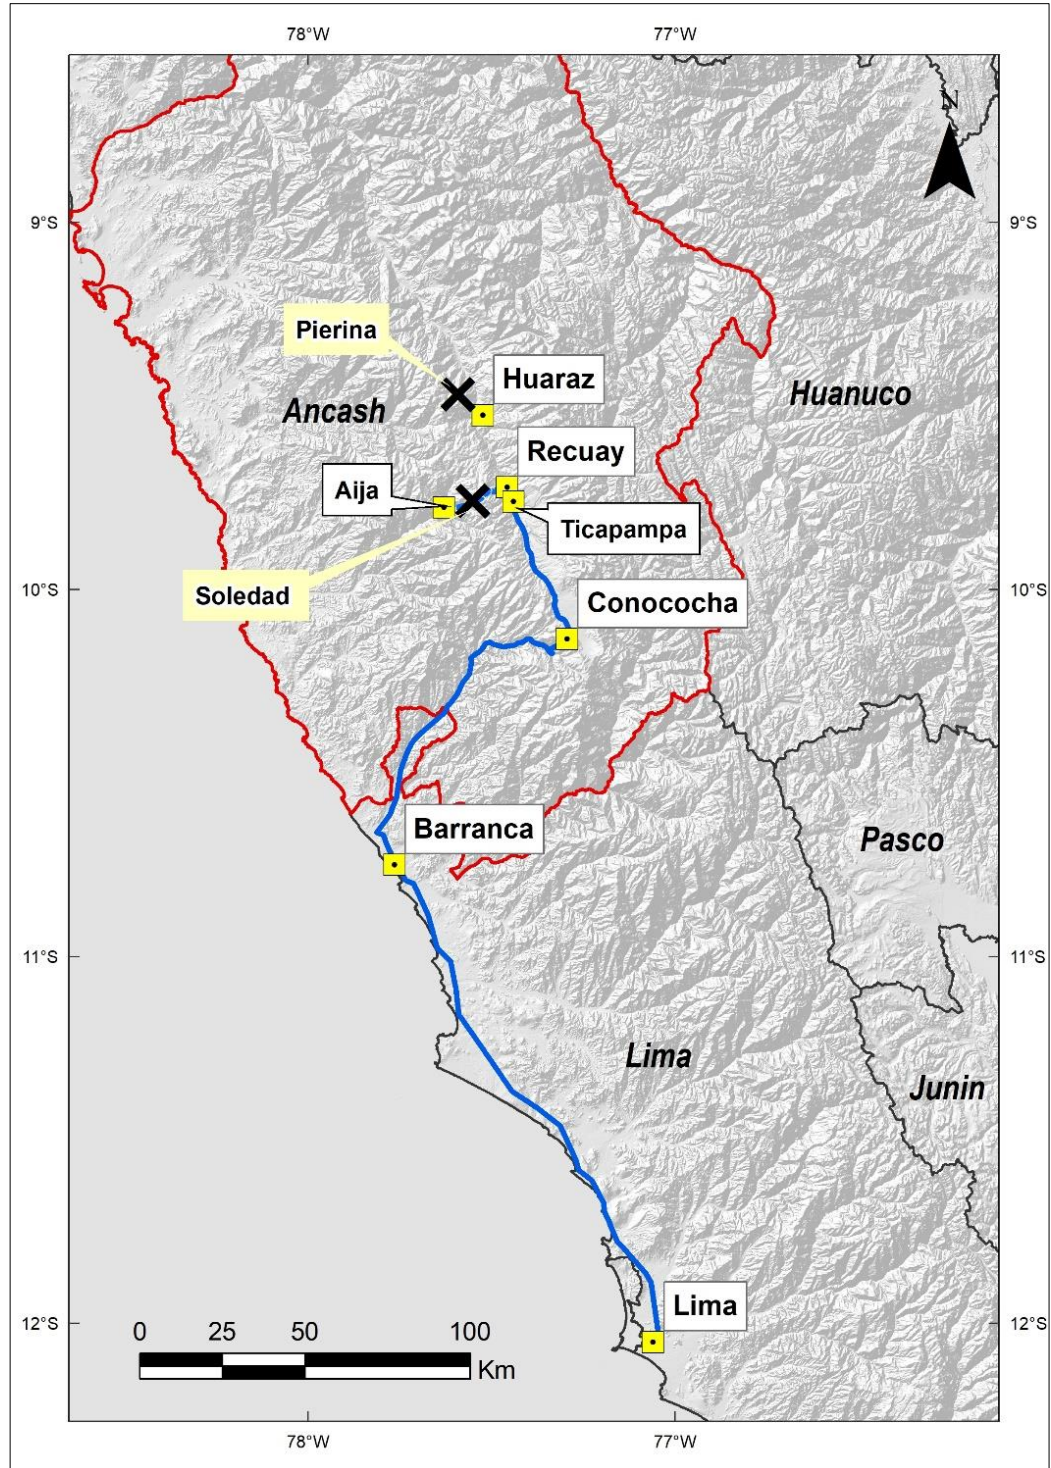 78°W 77°W
N
9°S 9°S
Pierina
Huaraz
Huanuco
Ancash
Recuay
Aija
Ticapampa
Soledad
10°S 10°S
Conococha
Barranca
Pasco
11°S 11°S
Lima
Junin
Lima
12°S 12°S
0 25 50 100
Km
78°W 77°W